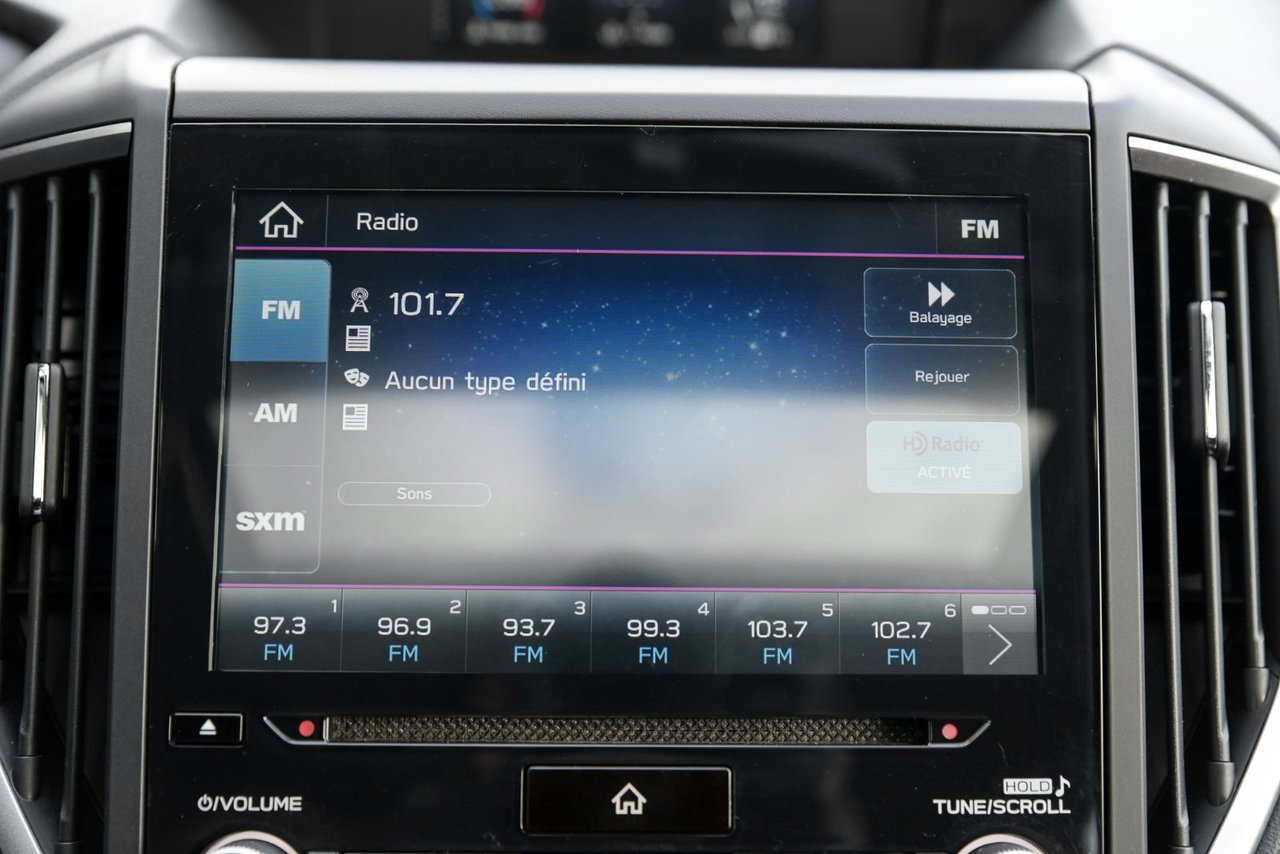 Radio
FM
FM
101.7
Balayage
Aucun type défini
Rejouer
AM
HD Radio
ACTIVÉ
Sons
sxm
1
2
3
4
5
6
97.3
96.9
93.7
99.3
103.7
102.7
FM
FM
FM
FM
FM
FM
/VOLUME
HOLD
TUNE/SCROLL